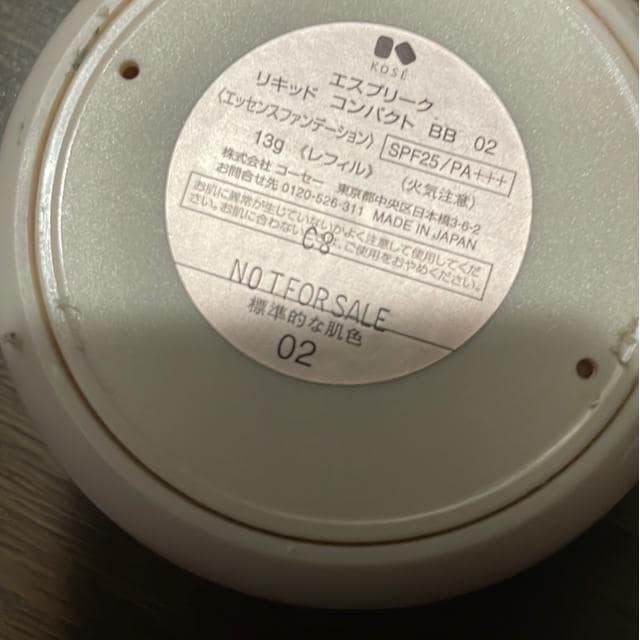 KOSÉ
エスプリーク
リキッド コンパクト BB 02
〈エッセンスファンデーション〉 SPF25/PA+++
13g 《レフィル》 (火気注意)
株式会社 コーセー 東京都中央区日本橋3-6-2
お問合せ先 0120-526-311 MADE IN JAPAN
お肌に異常が生じていないかよく注意して使用してくだ
さい。お肌に合わない 、ご使用をおやめください。
C8
NOT FOR SALE
標準的な肌色
02